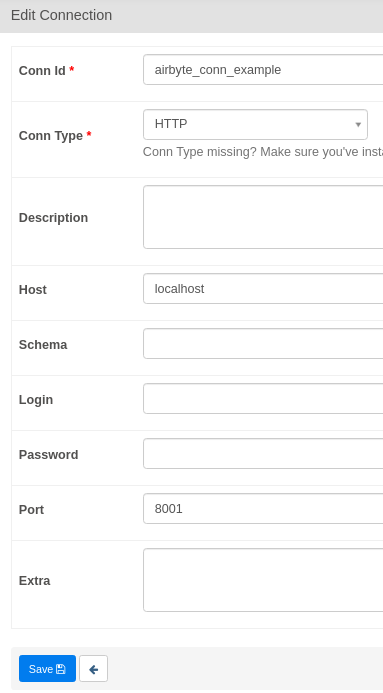 Edit Connection
Conn Id *
airbyte_conn_example
Conn Type *
HTTP
Conn Type missing? Make sure you've
Description
Host
localhost
Schema
Login
Password
Port
8001
Extra
Save